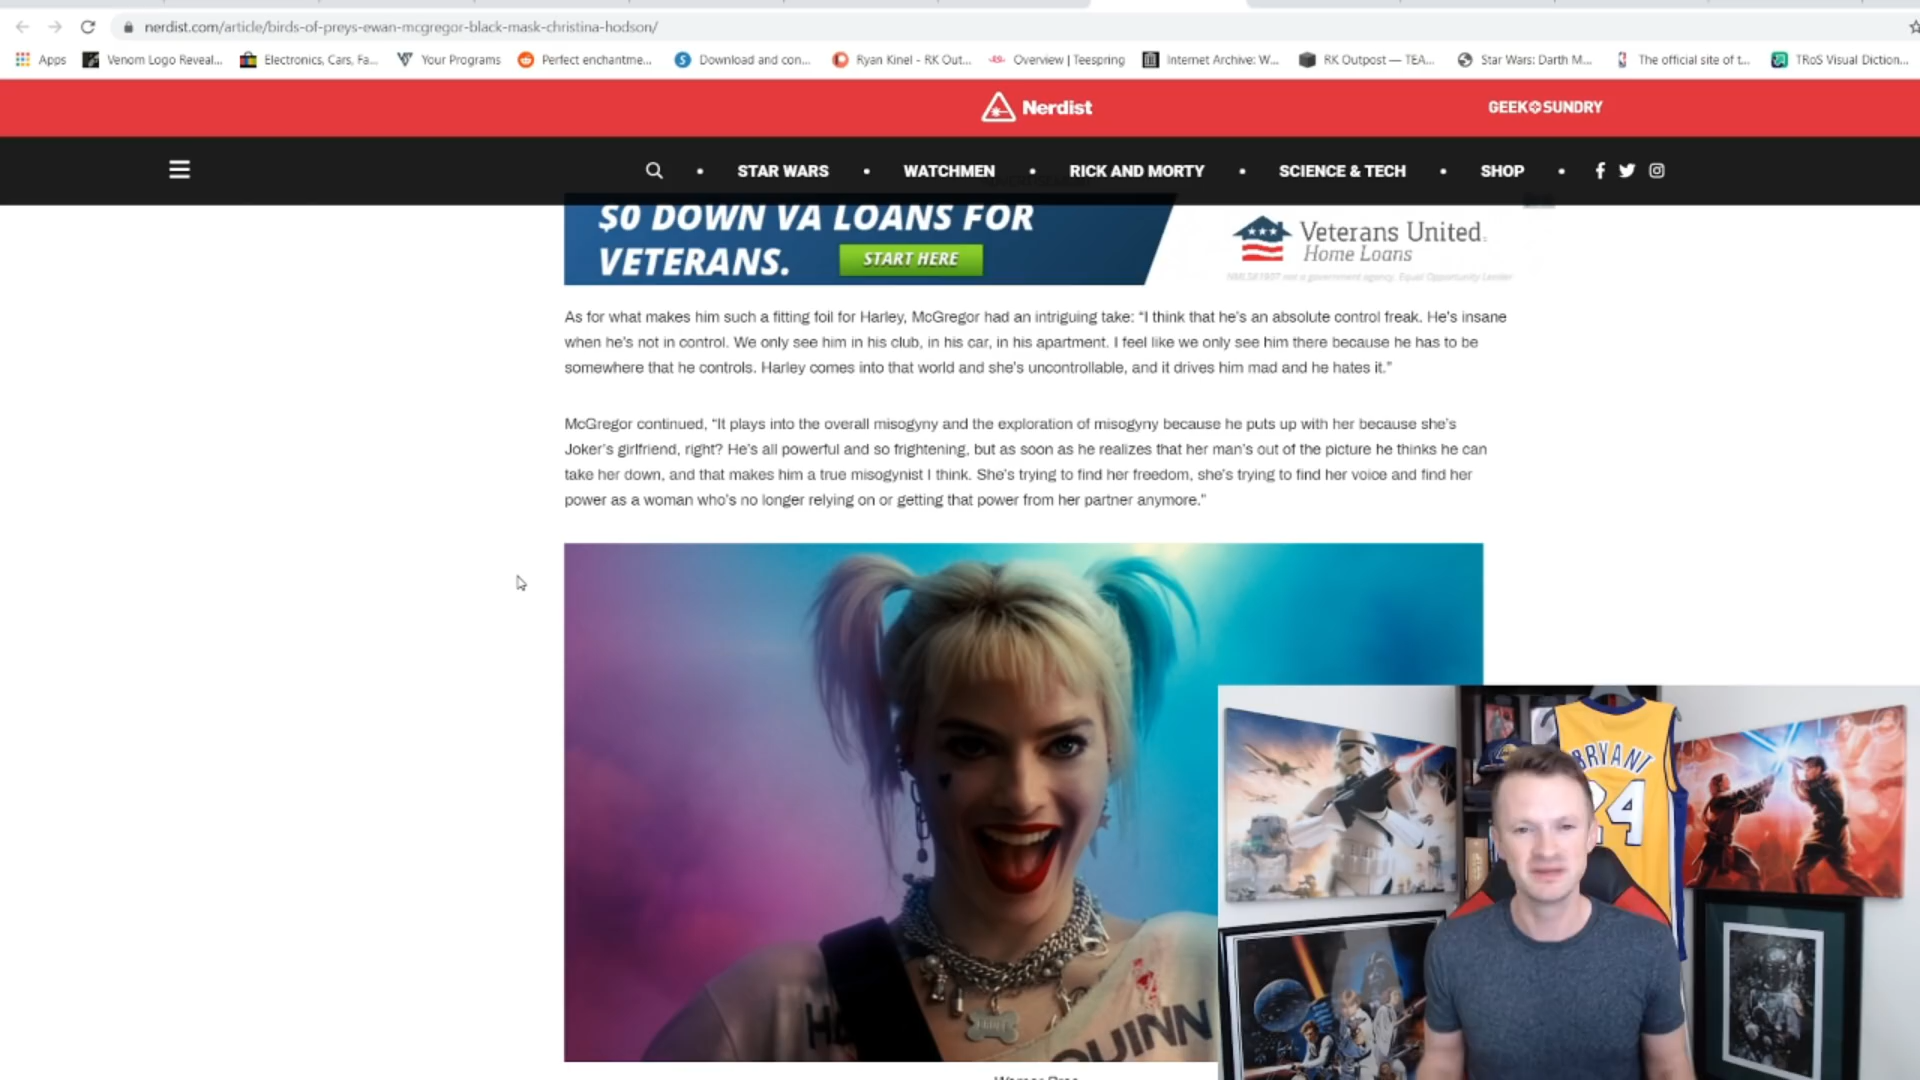 nerdist.com/article/birds-of-preys-ewan-mcgregor-black-mask-christina-hodson/
Apps Venom Logo Reveal... Electronics, Cars, Fa... Your Programs Perfect enchantme... Download and con... Ryan Kinel - RK Out... Overview | Teespring Internet Archive: W... RK Outpost — TEA... Star Wars: Darth M... The official site of t... TRoS Visual Diction...
Nerdist GEEK SUNDRY
STAR WARS • WATCHMEN • RICK AND MORTY • SCIENCE & TECH • SHOP •
$0 DOWN VA LOANS FOR
VETERANS. START HERE
Veterans United.
Home Loans
NMLS#1907 not a government agency. Equal Opportunity Lender
As for what makes him such a fitting foil for Harley, McGregor had an intriguing take: “I think that he’s an absolute control freak. He’s insane
when he’s not in control. We only see him in his club, in his car, in his apartment. I feel like we only see him there because he has to be
somewhere that he controls. Harley comes into that world and she’s uncontrollable, and it drives him mad and he hates it.”
McGregor continued, “It plays into the overall misogyny and the exploration of misogyny because he puts up with her because she’s
Joker’s girlfriend, right? He’s all powerful and so frightening, but as soon as he realizes that her man’s out of the picture he thinks he can
take her down, and that makes him a true misogynist I think. She’s trying to find her freedom, she’s trying to find her voice and find her
power as a woman who’s no longer relying on or getting that power from her partner anymore.”
QUINN
BRYANT
24